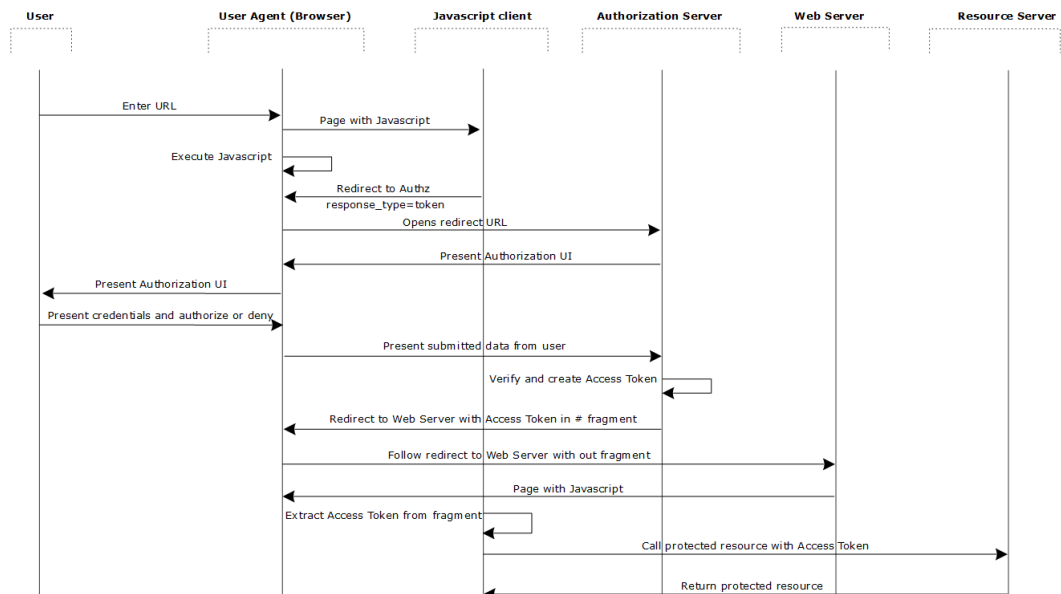 User
User Agent (Browser)
Javascript client
Authorization Server
Web Server
Resource Server
Enter URL
Page with Javascript
Execute Javascript
Redirect to Authz
response_type=token
Opens redirect URL
Present Authorization UI
Present Authorization UI
Present credentials and authorize or deny
Present submitted data from user
Verify and create Access Token
Redirect to Web Server with Access Token in # fragment
Follow redirect to Web Server with out fragment
Page with Javascript
Extract Access Token from fragment
Call protected resource with Access Token
Return protected resource